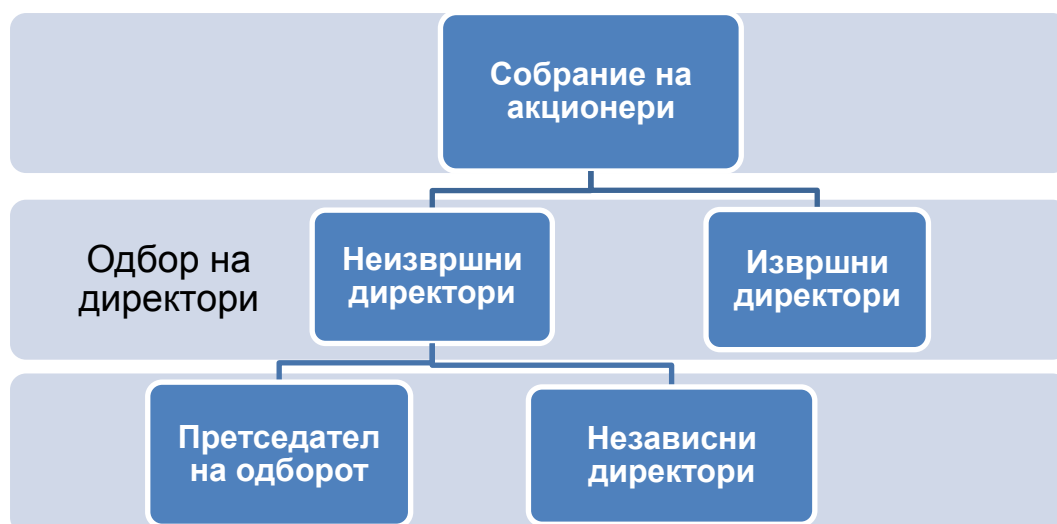 Собрание на
акционери
Одбор на
директори
Неизвршни
директори
Извршни
директори
Претседател
на одборот
Независни
директори